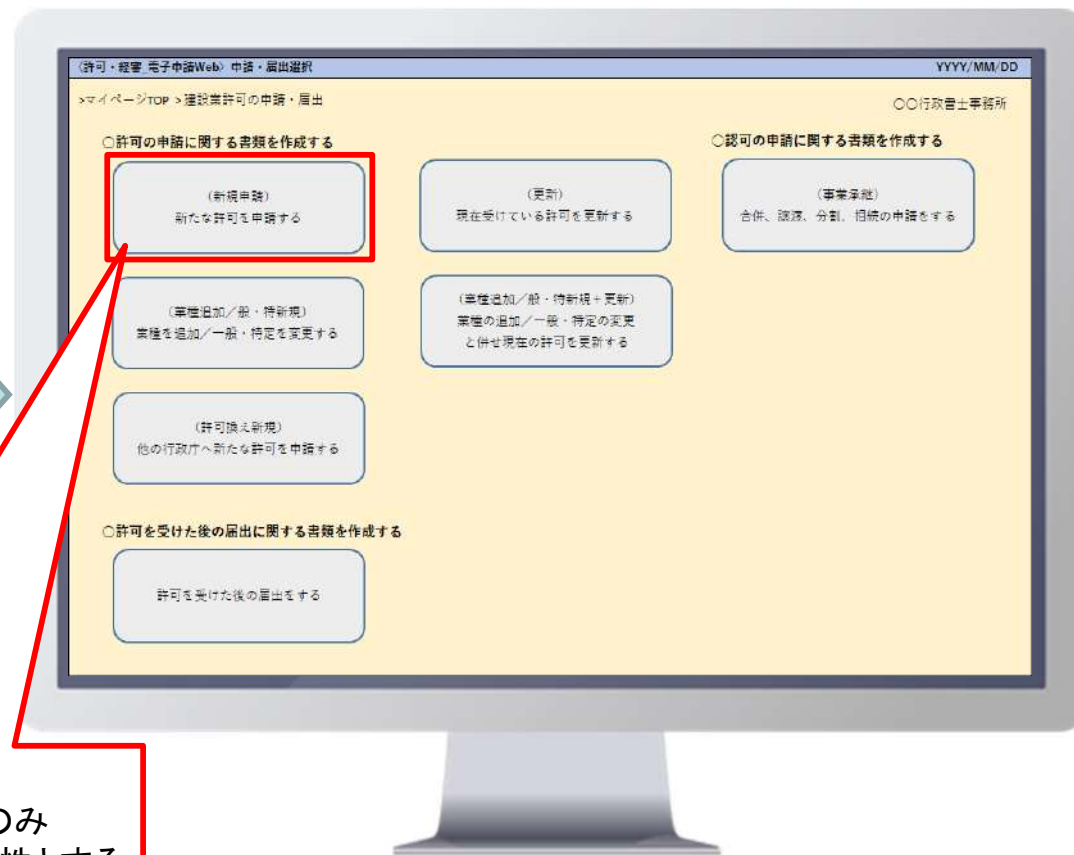 (許可・経審_電子申請Web) 申請・届出選択
YYYY/MM/DD
>マイページTOP >建設業許可の申請・届出
〇〇行政書士事務所
〇許可の申請に関する書類を作成する
〇認可の申請に関する書類を作成する
(新規申請)
新たな許可を申請する
(更新)
現在受けている許可を更新する
(事業承継)
合併、譲渡、分割、相続の申請をする
(業種追加/般・特新規)
業種を追加/一般・特定を変更する
(業種追加/般・特新規+更新)
業種の追加/一般・特定の変更
と併せ現在の許可を更新する
(許可換え新規)
他の行政庁へ新たな許可を申請する
〇許可を受けた後の届出に関する書類を作成する
許可を受けた後の届出をする
のみ
性とする